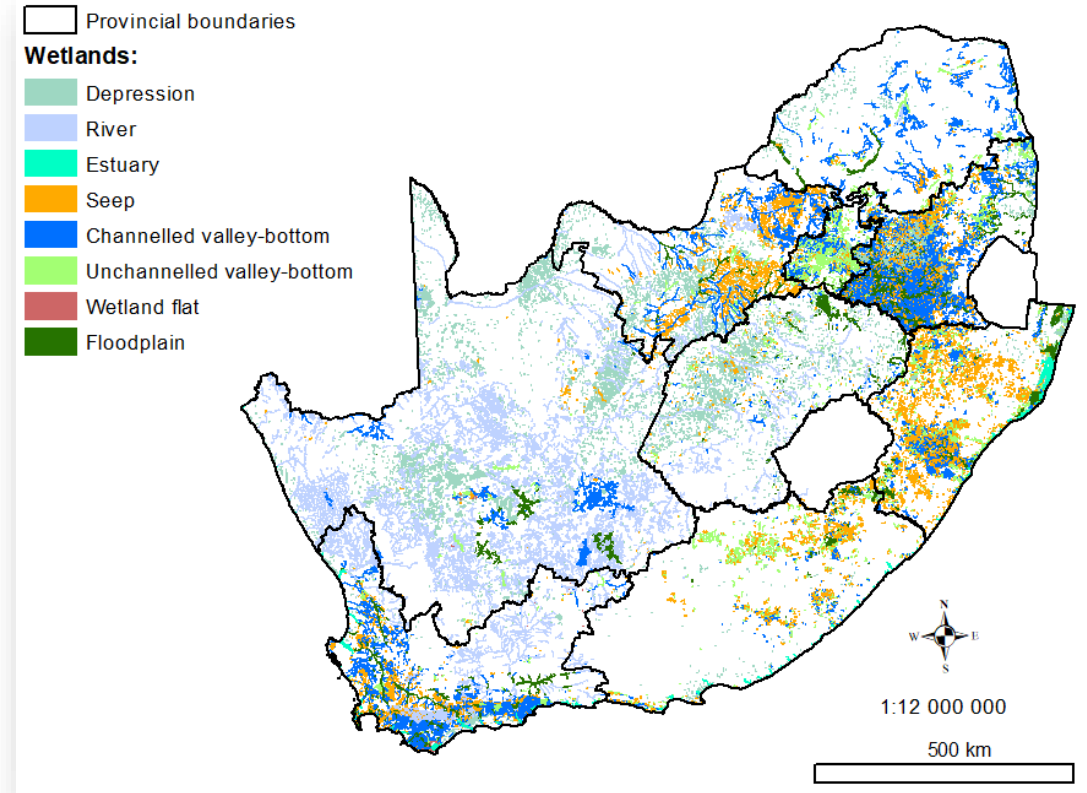 Provincial boundaries
Wetlands:
Depression
River
Estuary
Seep
Channelled valley-bottom
Unchannelled valley-bottom
Wetland flat
Floodplain
N
W E
S
1:12 000 000
500 km